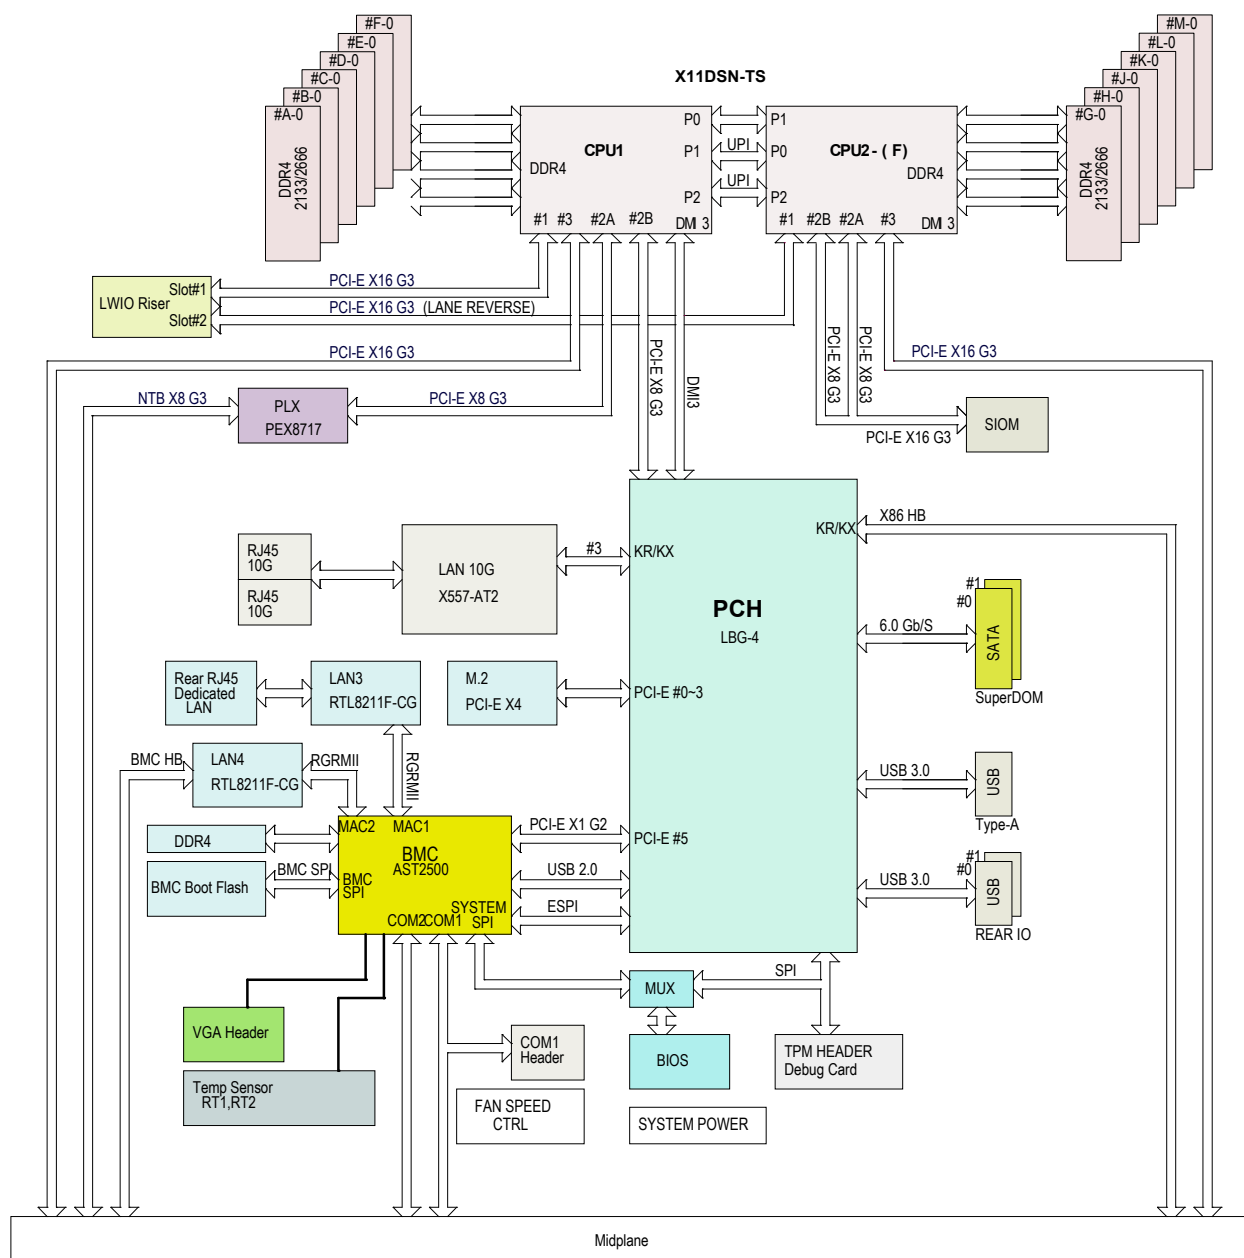 X11DSN-TS
#F-0
#E-0
#D-0
#C-0
#B-0
#A-0
DDR4
2133/2666
#M-0
#L-0
#K-0
#J-0
#H-0
#G-0
DDR4
2133/2666
CPU1
DDR4
P0
P1
P2
#1 #3 #2A #2B DMI 3
UPI
UPI
CPU2 - ( F)
DDR4
P1
P0
P2
#1 #2B #2A #3 DMI 3
LWIO Riser
Slot#1
Slot#2
PCI-E X16 G3
PCI-E X16 G3 (LANE REVERSE)
PCI-E X16 G3
PCI-E X8 G3
DMI3
PCI-E X8 G3
PCI-E X8 G3
PCI-E X16 G3
NTB X8 G3
PLX
PEX8717
PCI-E X8 G3
PCI-E X16 G3
SIOM
RJ45
10G
RJ45
10G
LAN 10G
X557-AT2
#3
KR/KX
KR/KX
X86 HB
PCH
LBG-4
6.0 Gb/S
#1
#0
SATA
SuperDOM
Rear RJ45
Dedicated
LAN
LAN3
RTL8211F-CG
M.2
PCI-E X4
PCI-E #0~3
BMC HB
LAN4
RTL8211F-CG
RGRMII
RGRMII
USB 3.0
USB
Type-A
DDR4
MAC2 MAC1
BMC
AST2500
PCI-E X1 G2
PCI-E #5
BMC Boot Flash
BMC SPI
BMC
SPI
USB 2.0
USB 3.0
#1
#0
USB
REAR IO
COM2
COM1
SYSTEM
SPI
ESPI
MUX
SPI
VGA Header
COM1
Header
BIOS
TPM HEADER
Debug Card
Temp Sensor
RT1,RT2
FAN SPEED
CTRL
SYSTEM POWER
Midplane